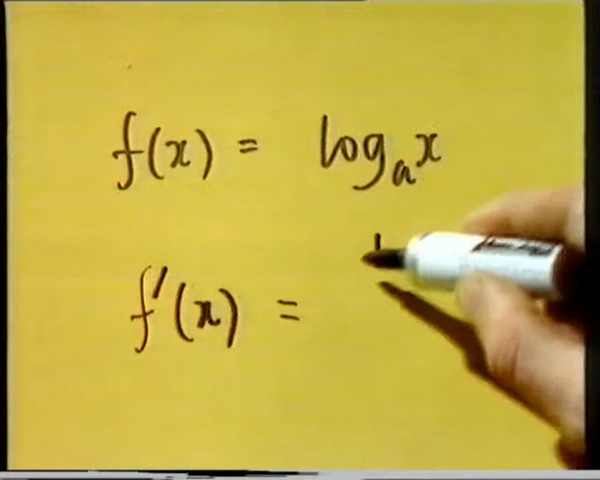 f(x) = logₐx
f'(x) =